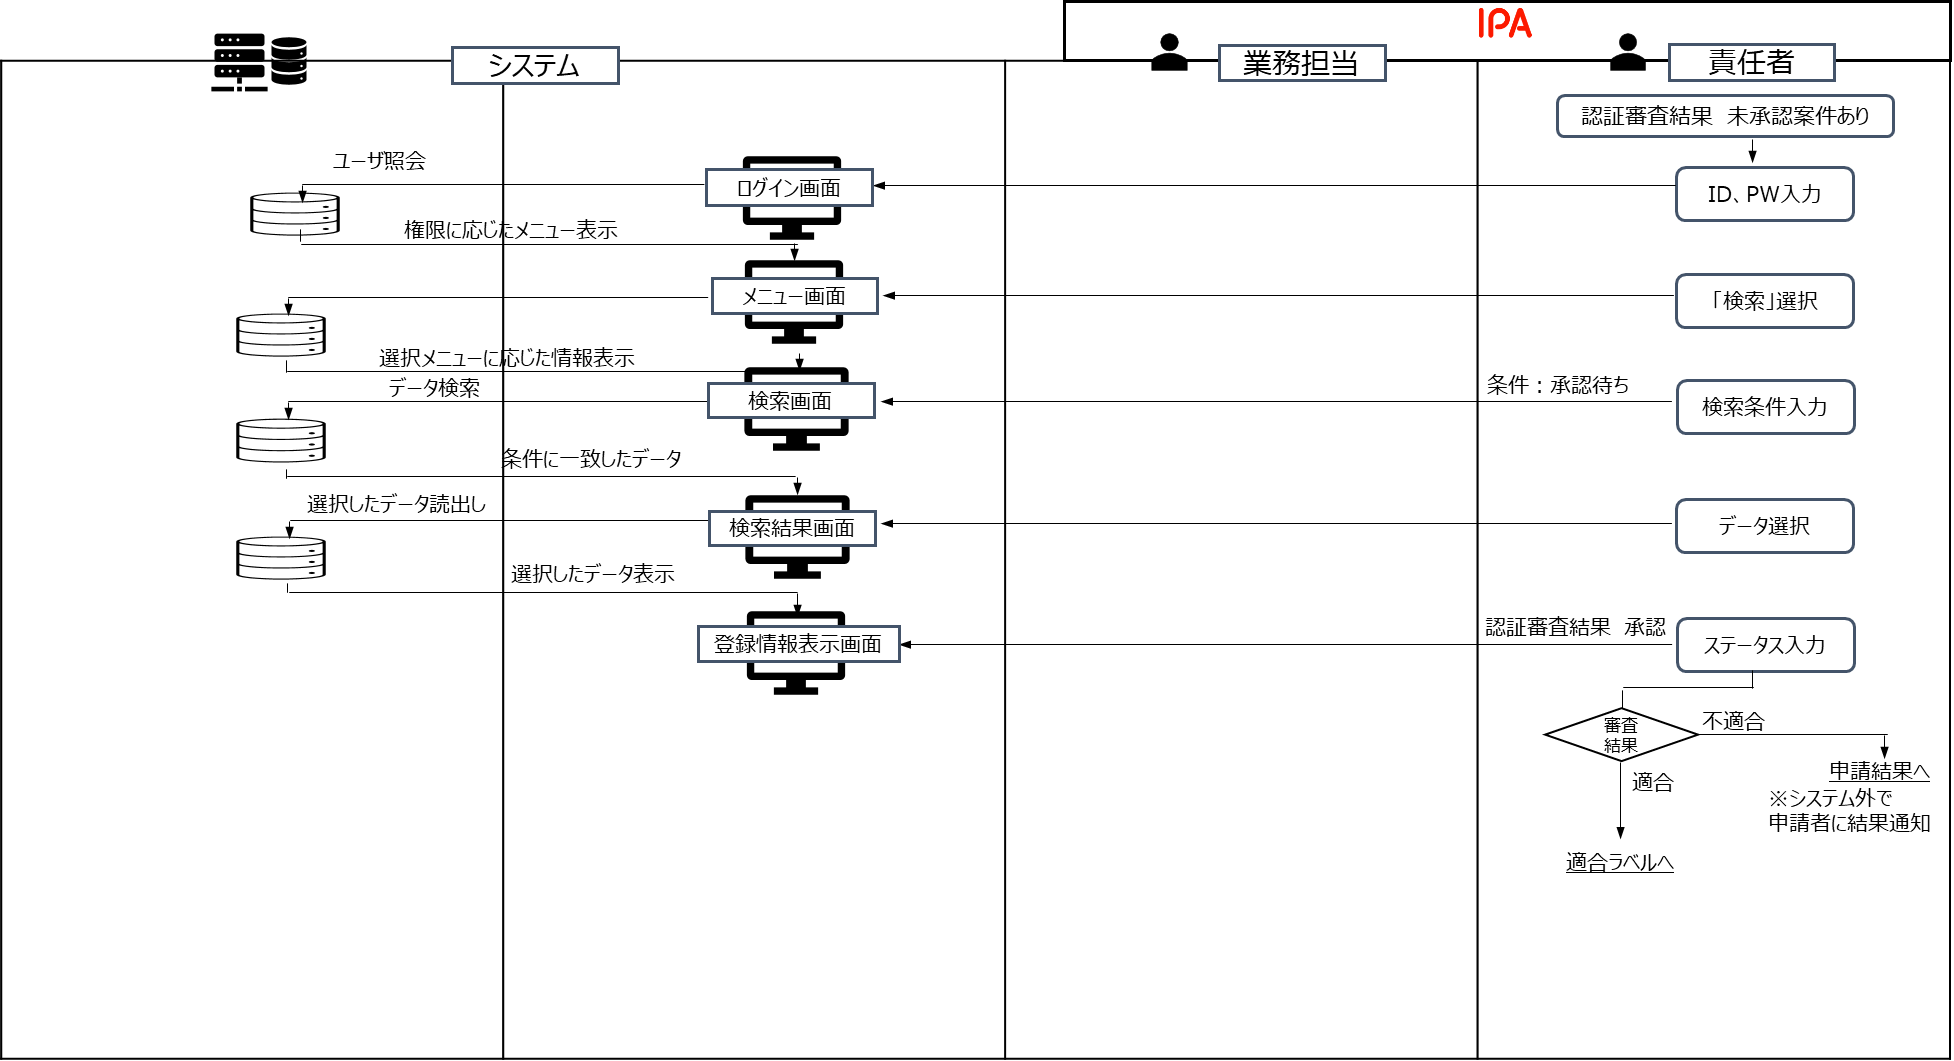 IPA
システム
業務担当
責任者
認証審査結果　未承認案件あり
ユーザ照会
ログイン画面
ID、PW入力
権限に応じたメニュー表示
メニュー画面
「検索」選択
選択メニューに応じた情報表示
データ検索
検索画面
条件：承認待ち
検索条件入力
条件に一致したデータ
選択したデータ読出し
検索結果画面
データ選択
選択したデータ表示
認証審査結果　承認
登録情報表示画面
ステータス入力
審査
結果
不適合
適合
申請結果へ
※システム外で
申請者に結果通知
適合ラベルへ